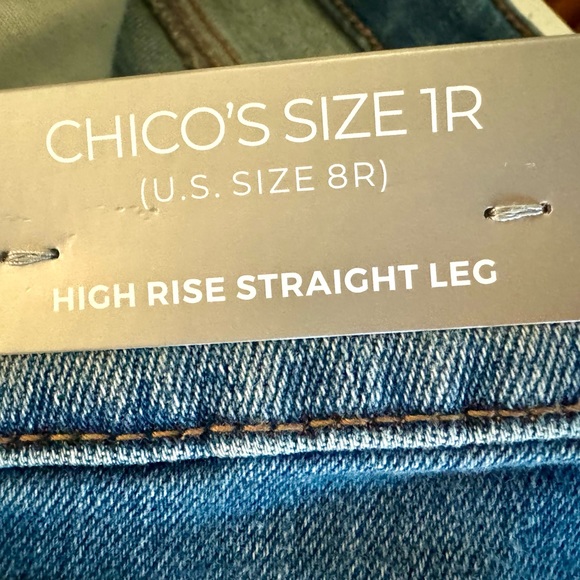 CHICO'S SIZE 1R
(U.S. SIZE 8R)
HIGH RISE STRAIGHT LEG